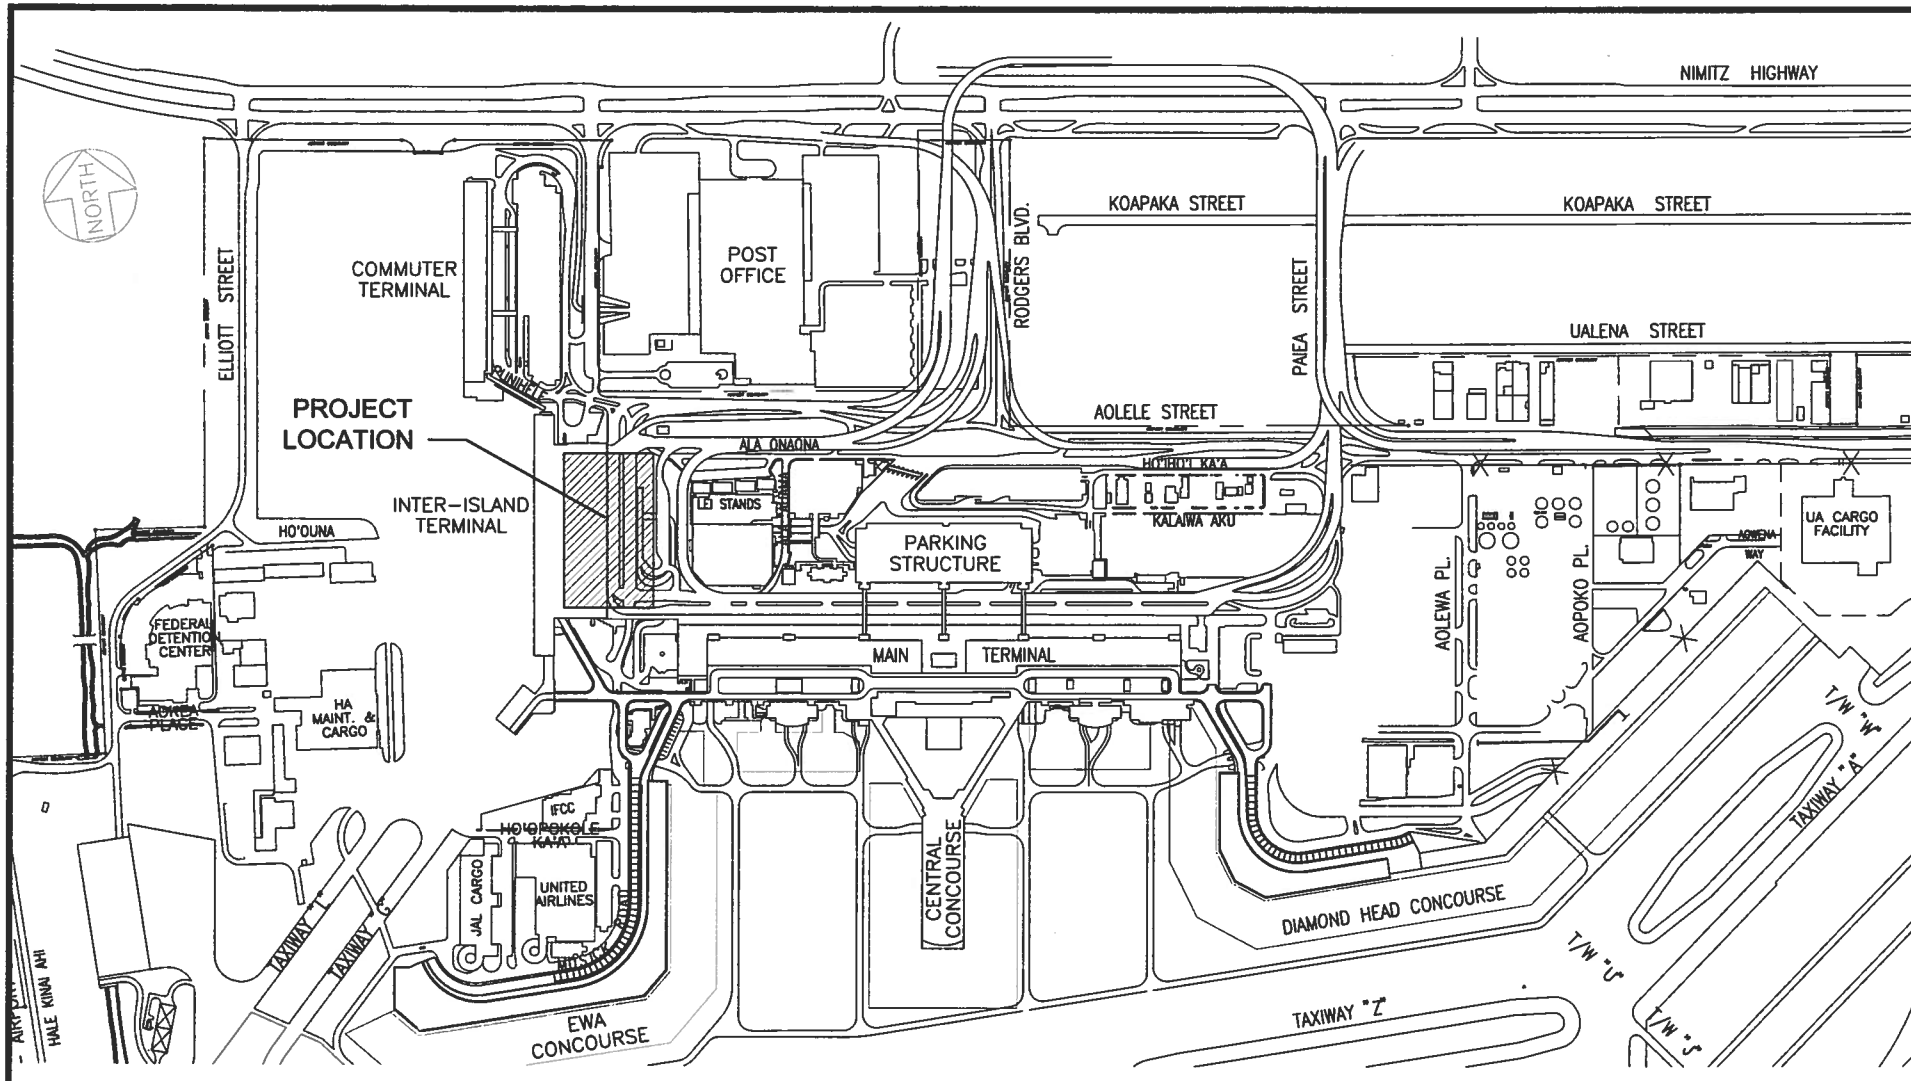 NIMITZ HIGHWAY
NORTH
KOAPAKA STREET
KOAPAKA STREET
ELLIOTT STREET
COMMUTER
TERMINAL
POST
OFFICE
RODGERS BLVD.
PAIEA STREET
UALENA STREET
PUNIHELE
PROJECT
LOCATION
AOLELE STREET
ALA ONAONA
HO'IHO'I KA'A
INTER-ISLAND
TERMINAL
LEI STANDS
KALAIWA AKU
HO'OUNA
PARKING
STRUCTURE
UA CARGO
FACILITY
AOWENA
WAY
AOLEWA PL.
AOPOKO PL.
FEDERAL
DETENTION
CENTER
MAIN TERMINAL
HA
MAINT. &
CARGO
PLACE
T/W "W"
TAXIWAY "A"
IFCC
HO'OPOKOLE
KA'A
JAL CARGO
UNITED
AIRLINES
CENTRAL
CONCOURSE
DIAMOND HEAD CONCOURSE
TAXIWAY "L"
TAXIWAY "G"
T/W "U"
HALE KINAI AHI
EWA
CONCOURSE
TAXIWAY "Z"
T/W "S"